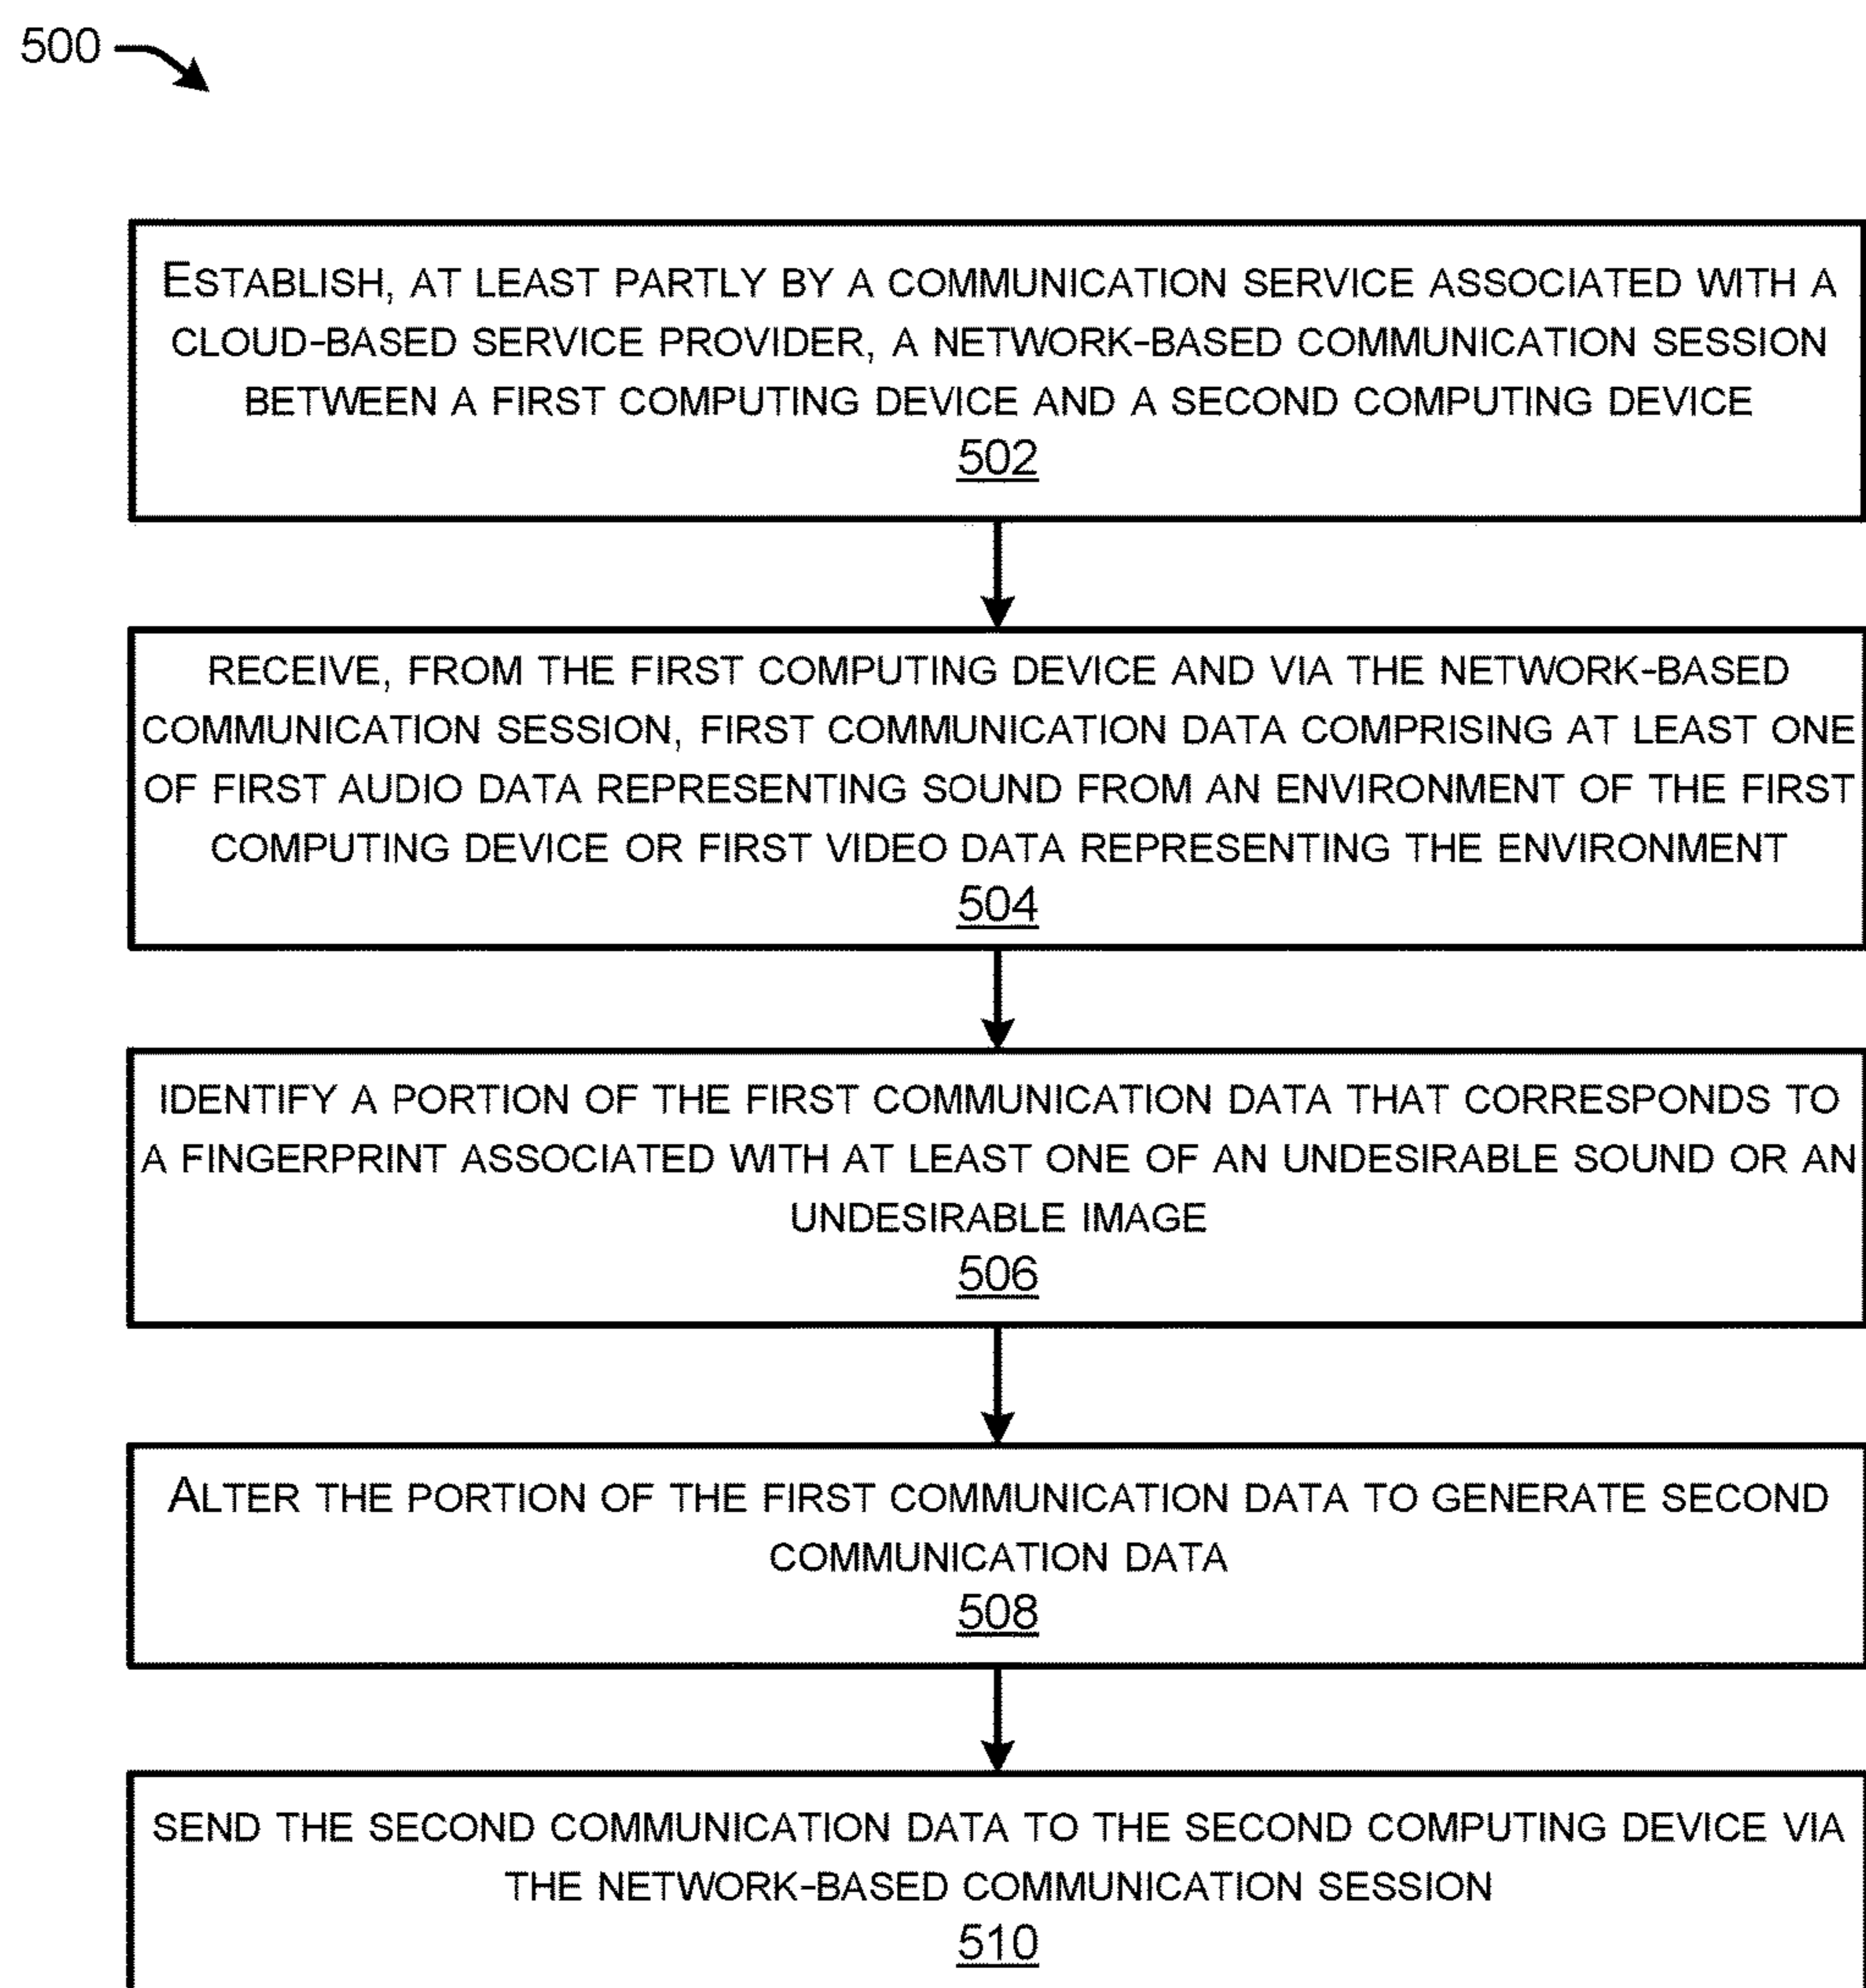 500
ESTABLISH, AT LEAST PARTLY BY A COMMUNICATION SERVICE ASSOCIATED WITH A
CLOUD-BASED SERVICE PROVIDER, A NETWORK-BASED COMMUNICATION SESSION
BETWEEN A FIRST COMPUTING DEVICE AND A SECOND COMPUTING DEVICE
502
RECEIVE, FROM THE FIRST COMPUTING DEVICE AND VIA THE NETWORK-BASED
COMMUNICATION SESSION, FIRST COMMUNICATION DATA COMPRISING AT LEAST ONE
OF FIRST AUDIO DATA REPRESENTING SOUND FROM AN ENVIRONMENT OF THE FIRST
COMPUTING DEVICE OR FIRST VIDEO DATA REPRESENTING THE ENVIRONMENT
504
IDENTIFY A PORTION OF THE FIRST COMMUNICATION DATA THAT CORRESPONDS TO
A FINGERPRINT ASSOCIATED WITH AT LEAST ONE OF AN UNDESIRABLE SOUND OR AN
UNDESIRABLE IMAGE
506
ALTER THE PORTION OF THE FIRST COMMUNICATION DATA TO GENERATE SECOND
COMMUNICATION DATA
508
SEND THE SECOND COMMUNICATION DATA TO THE SECOND COMPUTING DEVICE VIA
THE NETWORK-BASED COMMUNICATION SESSION
510